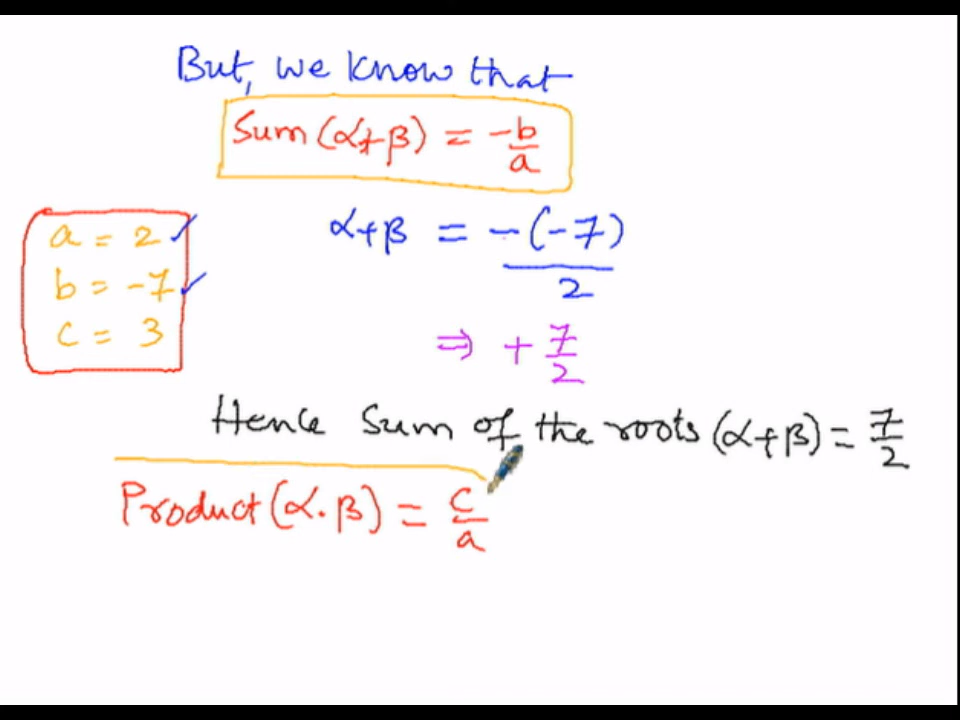 But, we know that
Sum (α+β) = -b/a
a = 2 ✓
b = -7 ✓
c = 3
α+β = -(-7)/2
⇒ + 7/2
Hence Sum of the roots (α+β) = 7/2
Product (α.β) = c/a